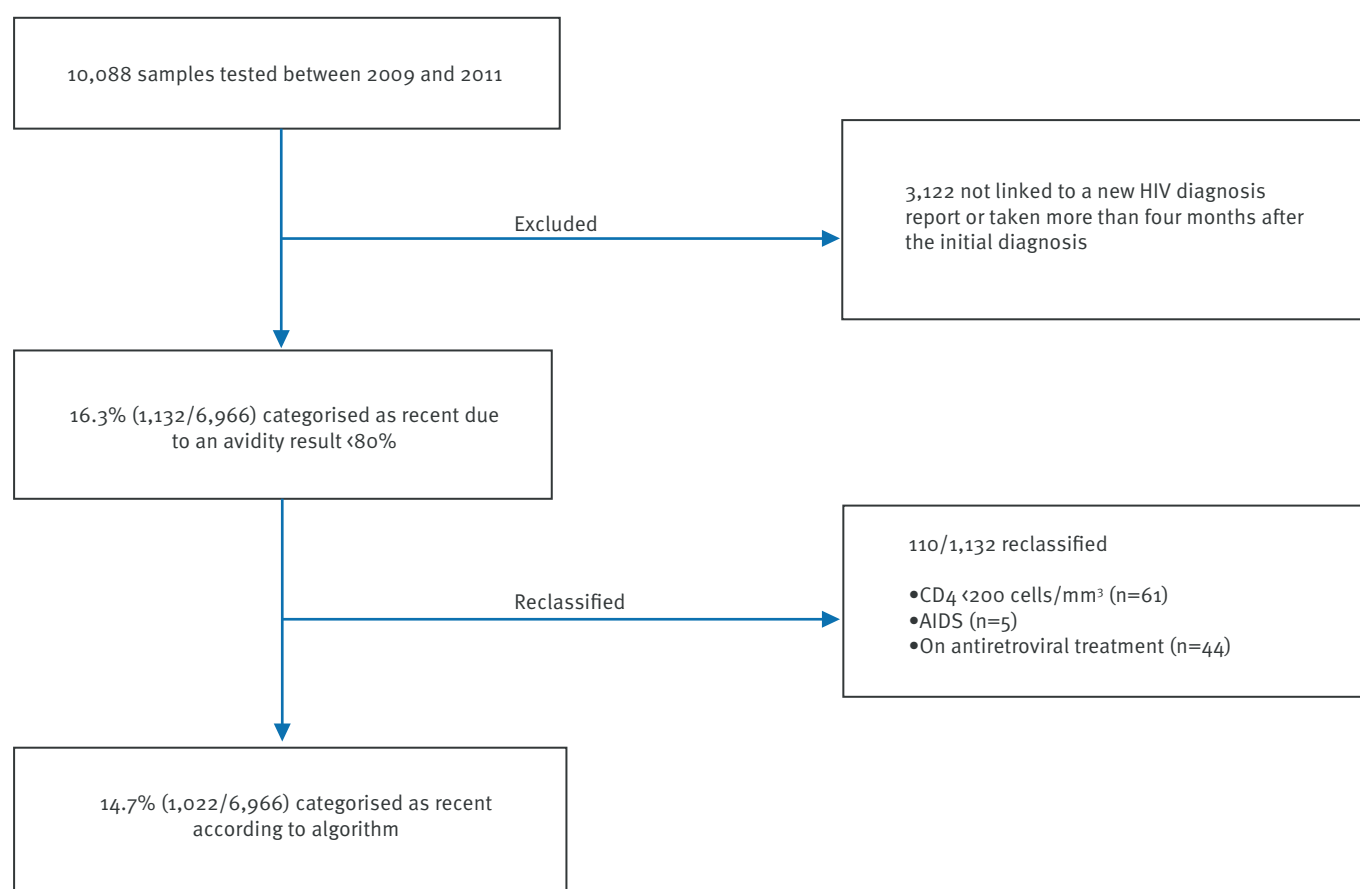 10,088 samples tested between 2009 and 2011
Excluded
3,122 not linked to a new HIV diagnosis
report or taken more than four months after
the initial diagnosis
16.3% (1,132/6,966) categorised as recent due
to an avidity result <80%
Reclassified
110/1,132 reclassified
•CD4 <200 cells/mm³ (n=61)
•AIDS (n=5)
•On antiretroviral treatment (n=44)
14.7% (1,022/6,966) categorised as recent
according to algorithm